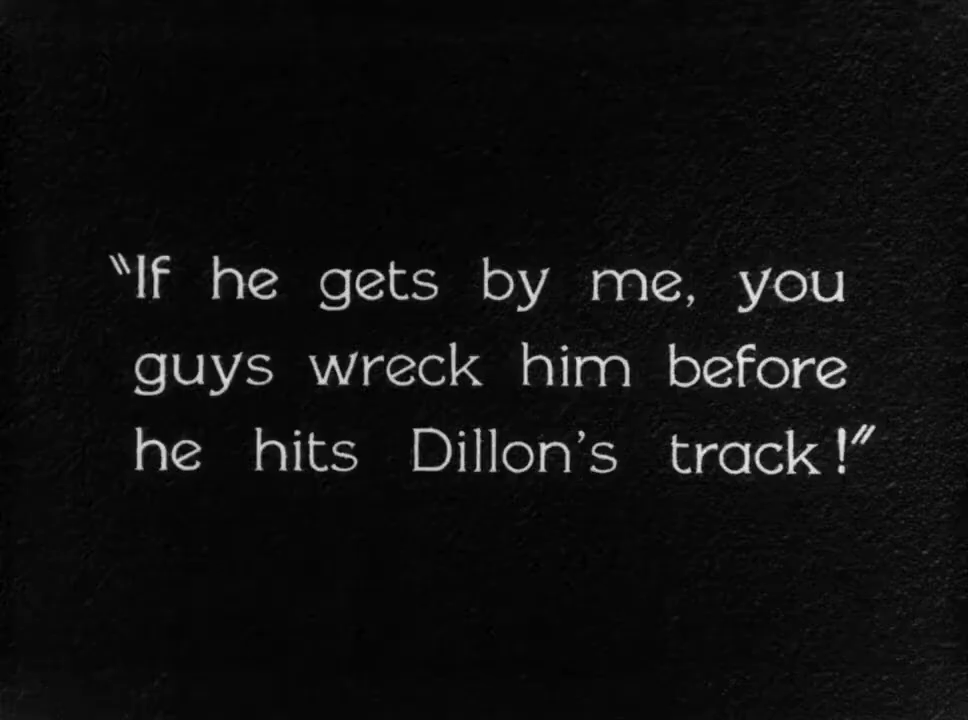 "If he gets by me, you
guys wreck him before
he hits Dillon's track!"